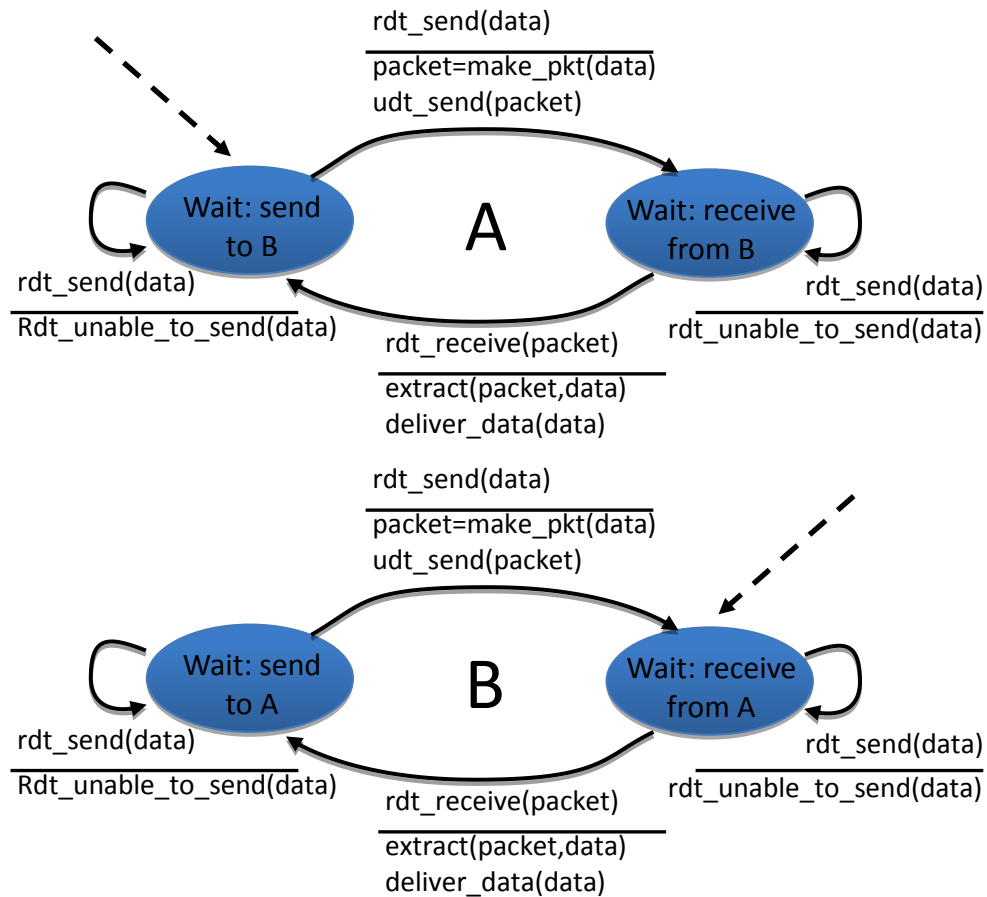 rdt_send(data)
packet=make_pkt(data)
udt_send(packet)
Wait: send
to B
A
Wait: receive
from B
rdt_send(data)
Rdt_unable_to_send(data)
rdt_send(data)
rdt_unable_to_send(data)
rdt_receive(packet)
extract(packet,data)
deliver_data(data)
rdt_send(data)
packet=make_pkt(data)
udt_send(packet)
Wait: send
to A
B
Wait: receive
from A
rdt_send(data)
Rdt_unable_to_send(data)
rdt_send(data)
rdt_unable_to_send(data)
rdt_receive(packet)
extract(packet,data)
deliver_data(data)